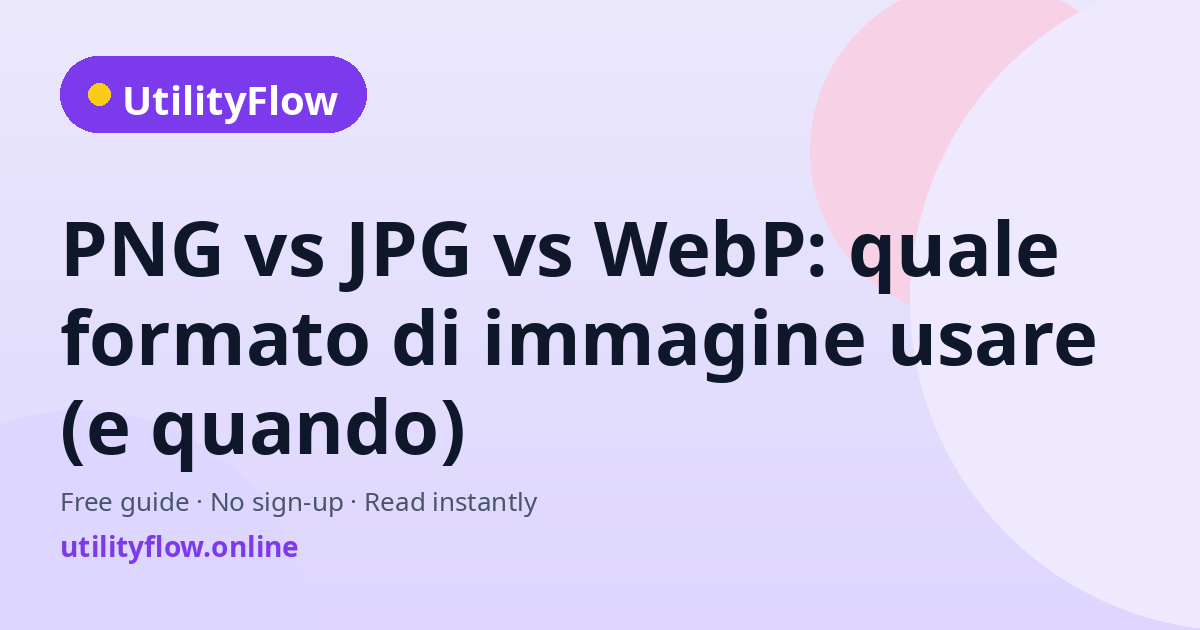 UtilityFlow
PNG vs JPG vs WebP: quale
formato di immagine usare
(e quando)
Free guide · No sign-up · Read instantly
utilityflow.online